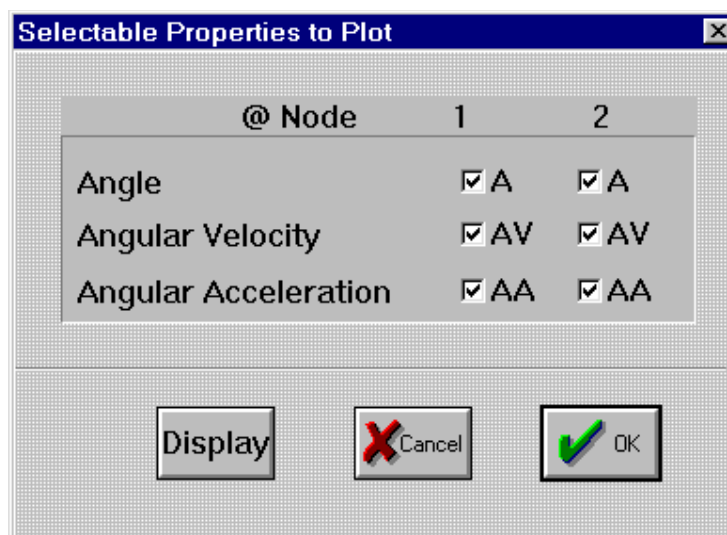 Selectable Properties to Plot
@ Node 1 2
Angle A A
Angular Velocity AV AV
Angular Acceleration AA AA
Display Cancel OK